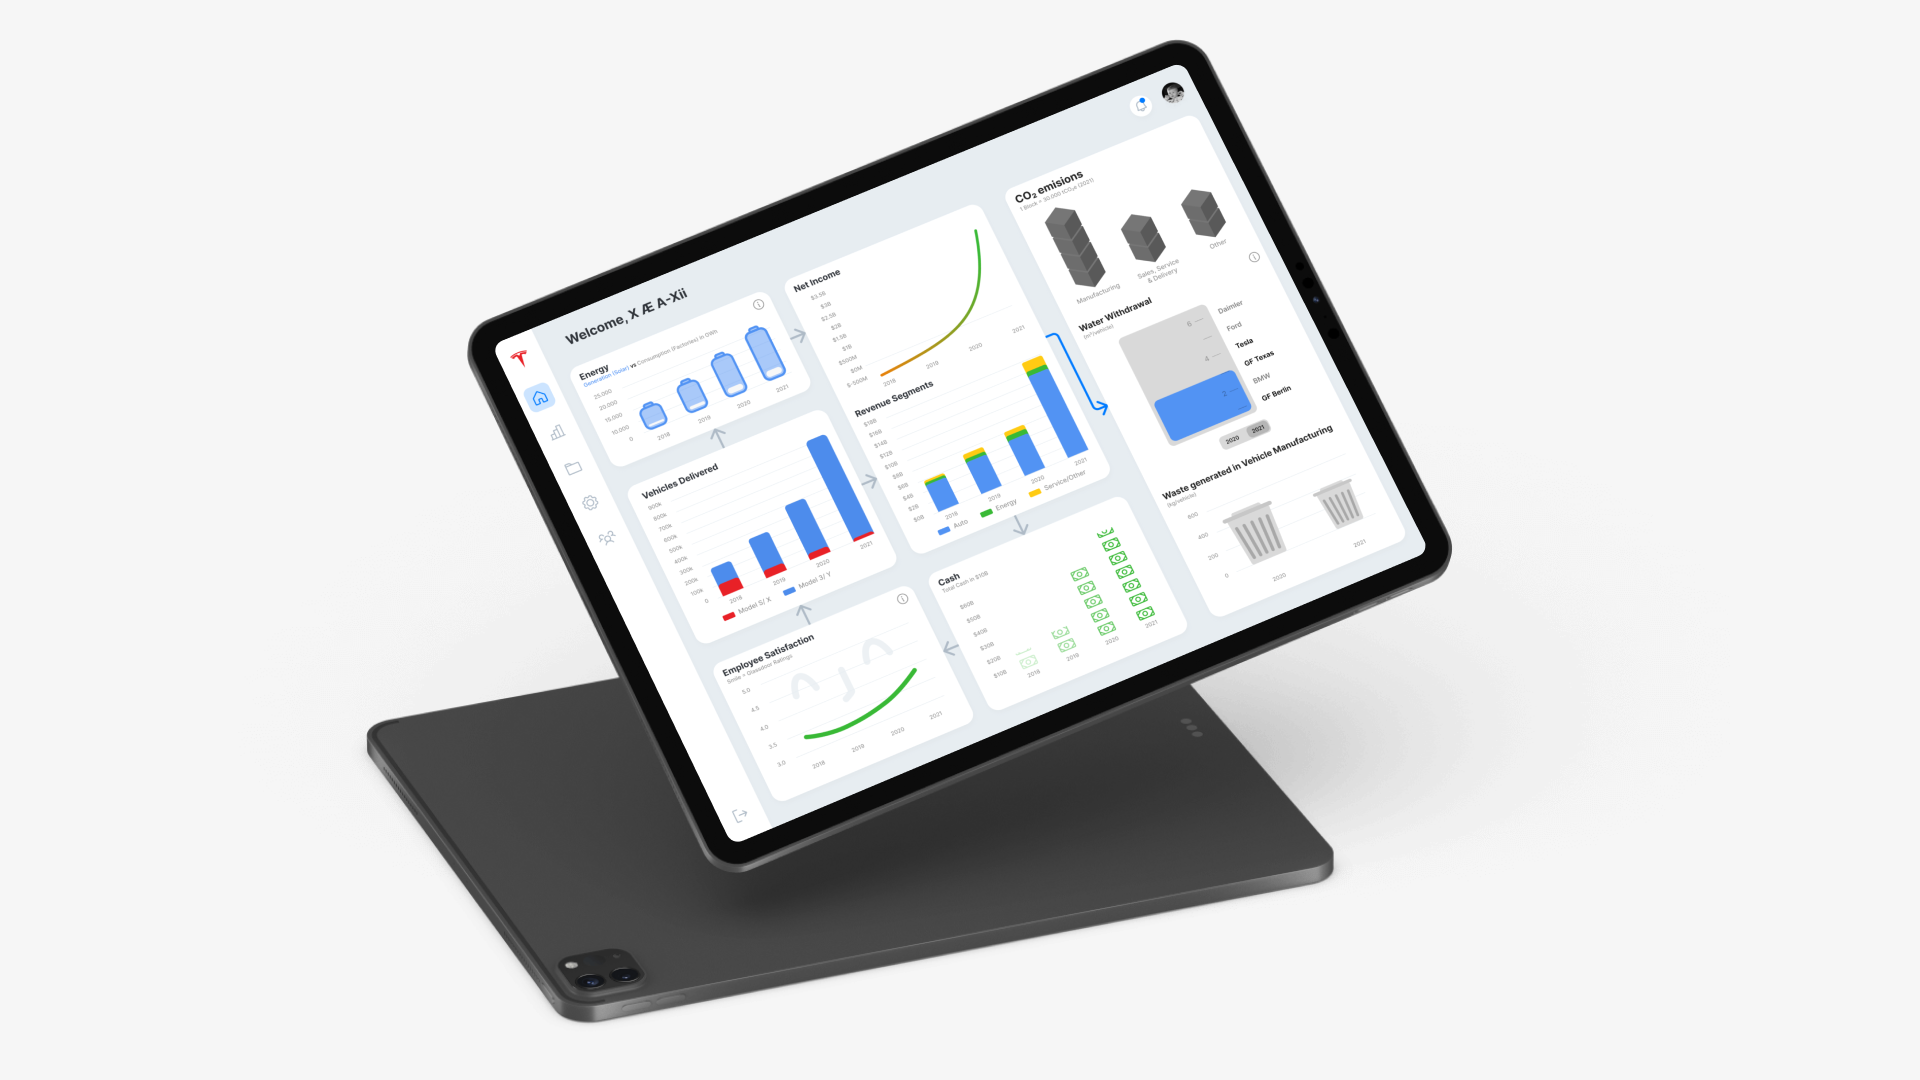 Welcome, X Æ A-Xii
Energy
Generation (Solar) vs Consumption (Factories) in GWh
25,000
20,000
15,000
10,000
0
2018
2019
2020
2021
Vehicles Delivered
900k
800k
700k
600k
500k
400k
300k
200k
100k
0
2018
2019
2020
2021
Model S/ X
Model 3/ Y
Employee Satisfaction
Smile = Glassdoor Ratings
5.0
4.5
4.0
3.5
3.0
2018
2019
2020
2021
Net Income
$3.5B
$3B
$2.5B
$2B
$1.5B
$1B
$500M
$0M
$-500M
2018
2019
2020
2021
Revenue Segments
$18B
$16B
$14B
$12B
$10B
$8B
$6B
$4B
$2B
$0B
2018
2019
2020
2021
Auto
Energy
Service/Other
Cash
Total Cash in $10B
$60B
$50B
$40B
$30B
$20B
$10B
2018
2019
2020
2021
CO₂ emisions
1 Block = 30.000 tCO₂e (2021)
Manufacturing
Sales, Service
& Delivery
Other
Water Withdrawal
(m³/vehicle)
6
4
2
Daimler
Ford
Tesla
GF Texas
BMW
GF Berlin
2020
2021
Waste generated in Vehicle Manufacturing
(kg/vehicle)
600
400
200
0
2020
2021